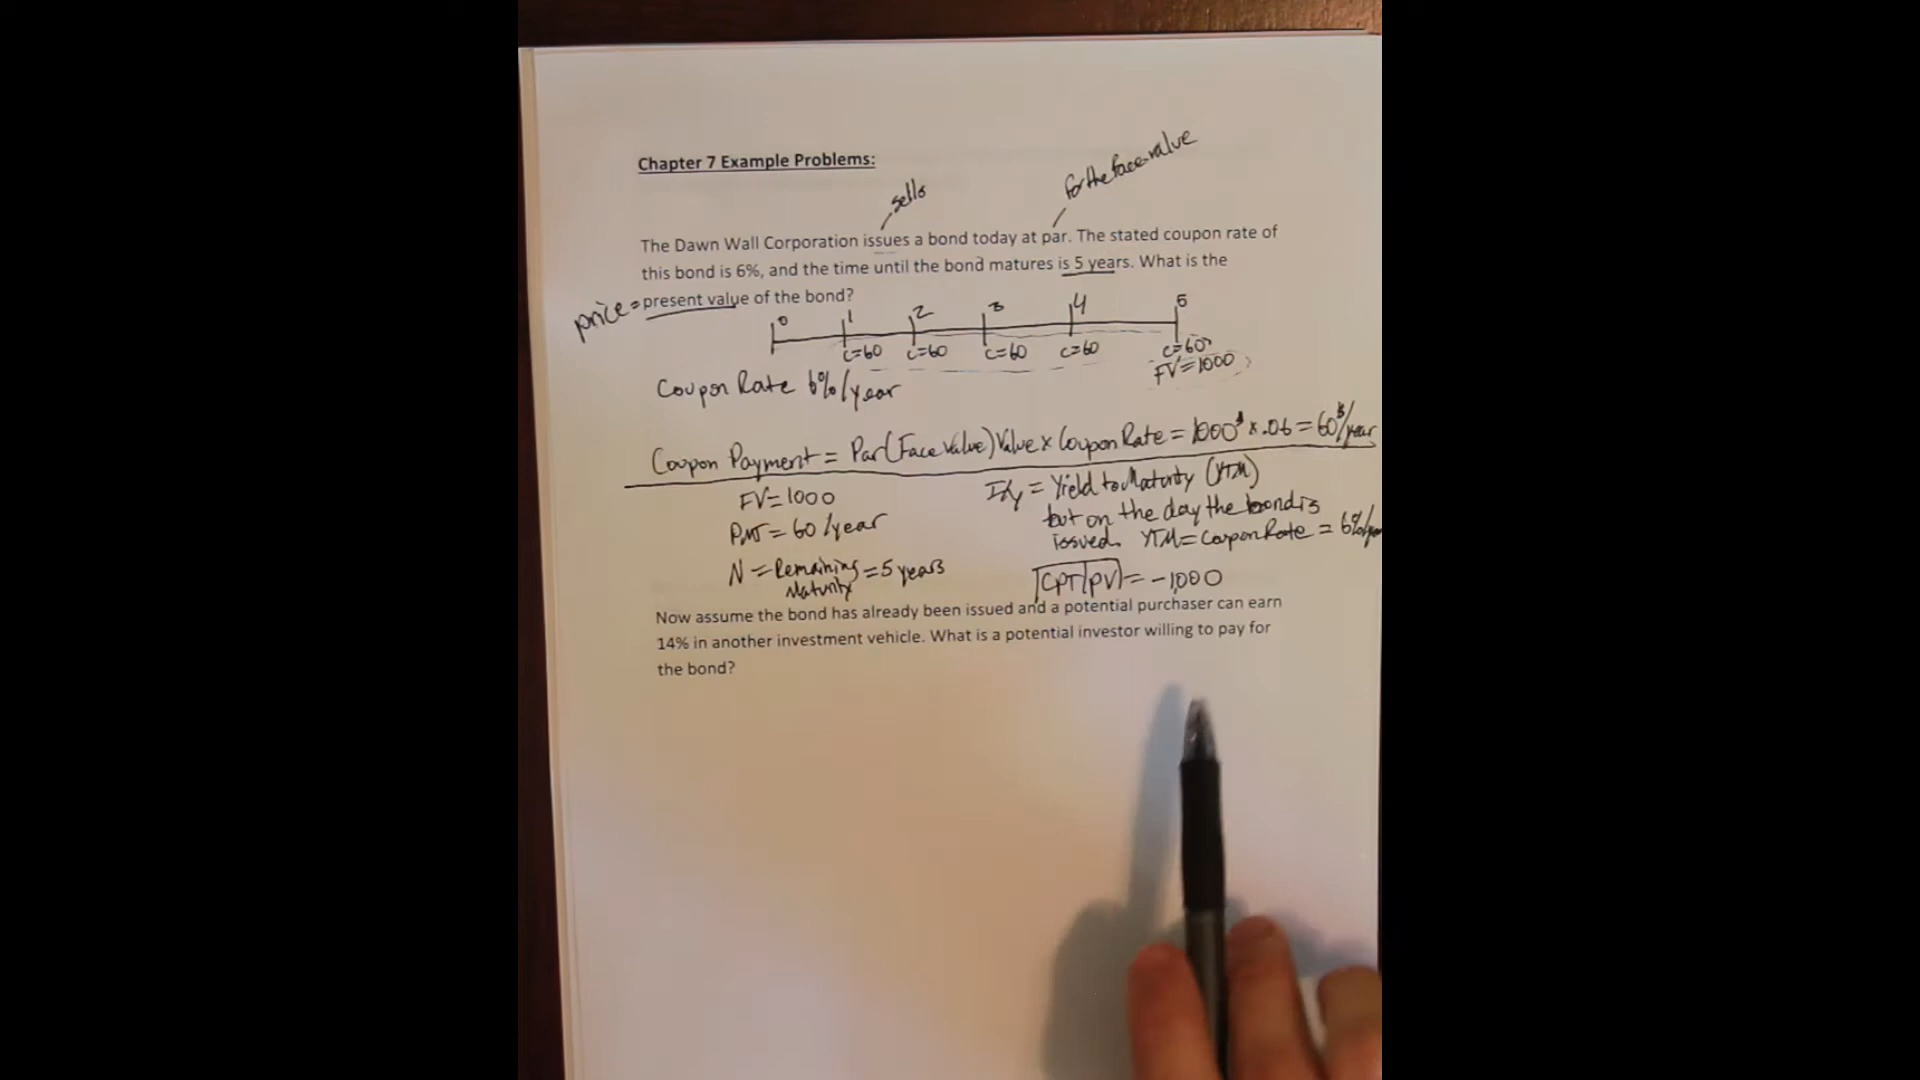 Chapter 7 Example Problems:
sells
for the face value
The Dawn Wall Corporation issues a bond today at par. The stated coupon rate of
this bond is 6%, and the time until the bond matures is 5 years. What is the
price = present value of the bond?
0 1 2 3 4 5
C=60 C=60 C=60 C=60 C=60
FV=1000
Coupon Rate 6%/year
Coupon Payment = Par(Face Value) Value x Coupon Rate = 1000$ x .06 = 60$/year
FV=1000
PMT = 60/year
N = Remaining Maturity = 5 years
I/y = Yield to Maturity (YTM)
but on the day the bond is
issued YTM = Coupon Rate = 6%/year
CPT PV = -1,000
Now assume the bond has already been issued and a potential purchaser can earn
14% in another investment vehicle. What is a potential investor willing to pay for
the bond?